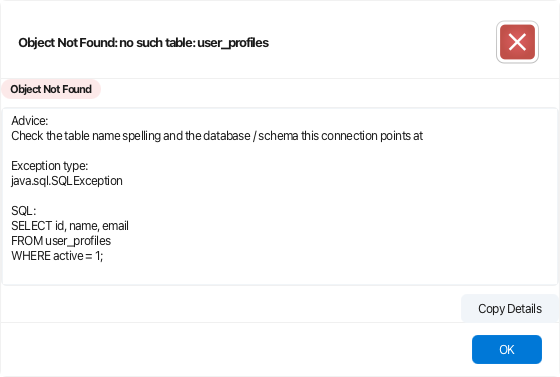 Object Not Found: no such table: user_profiles
Object Not Found
Advice:
Check the table name spelling and the database / schema this connection points at
Exception type:
java.sql.SQLException
SQL:
SELECT id, name, email
FROM user_profiles
WHERE active = 1;
Copy Details
OK